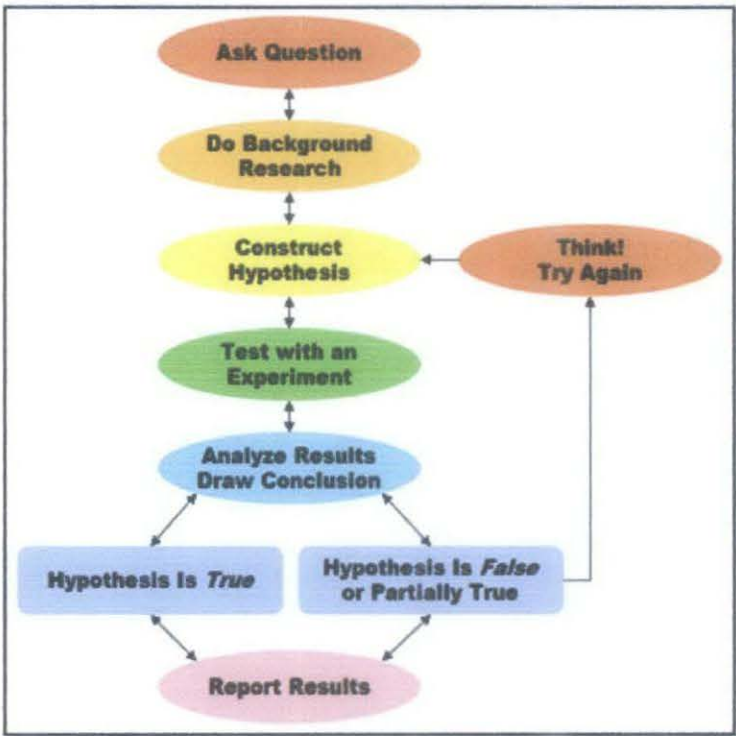 Ask Question
Do Background
Research
Construct
Hypothesis
Think!
Try Again
Test with an
Experiment
Analyze Results
Draw Conclusion
Hypothesis Is True
Hypothesis Is False
or Partially True
Report Results